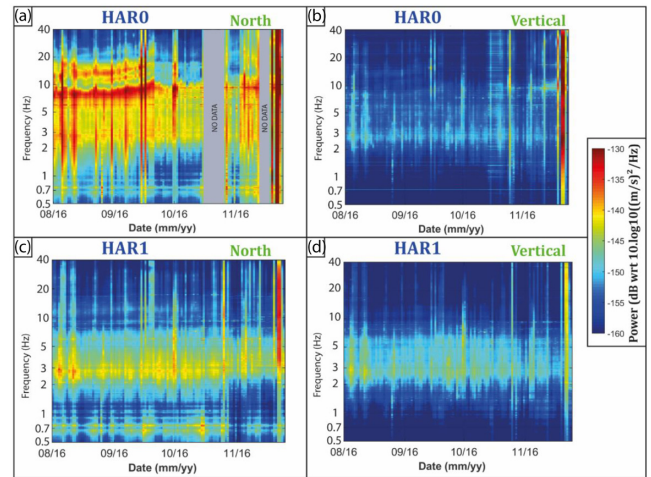 (a) HAR0 North
40
20
10
5
3
2
1
0.7
0.5
Frequency (Hz)
NO DATA
NO DATA
08/16 09/16 10/16 11/16
Date (mm/yy)
(b) HAR0 Vertical
40
20
10
5
3
2
1
0.7
0.5
Frequency (Hz)
08/16 09/16 10/16 11/16
Date (mm/yy)
(c) HAR1 North
40
20
10
5
3
2
1
0.7
0.5
Frequency (Hz)
08/16 09/16 10/16 11/16
Date (mm/yy)
(d) HAR1 Vertical
40
20
10
5
3
2
1
0.7
0.5
Frequency (Hz)
08/16 09/16 10/16 11/16
Date (mm/yy)
-130
-135
-140
-145
-150
-155
-160
Power (dB wrt 10.log10((m/s)² /Hz)